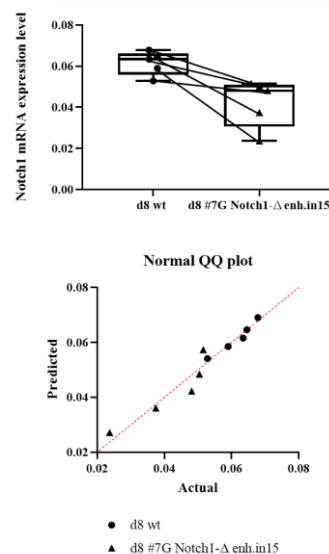 Notch1 mRNA expression level
0.08
0.06
0.04
0.02
0.00
d8 wt
d8 #7G Notch1-Δ enh.in15
Normal QQ plot
Predicted
0.08
0.06
0.04
0.02
0.02
0.04
0.06
0.08
Actual
d8 wt
d8 #7G Notch1-Δ enh.in15